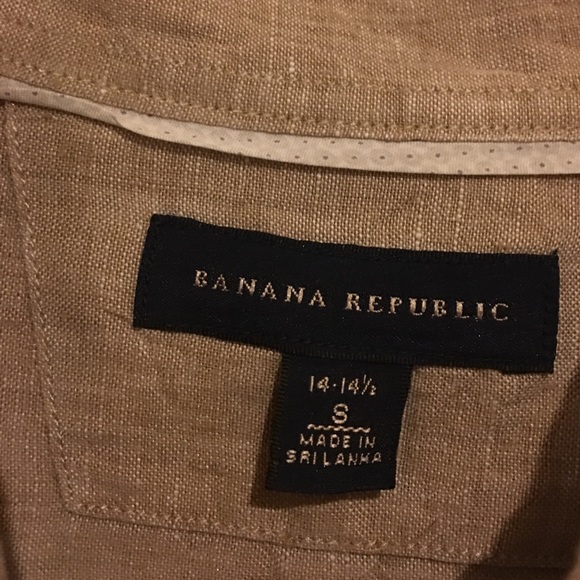 BANANA REPUBLIC
14-14½
S
MADE IN
SRI LANKA